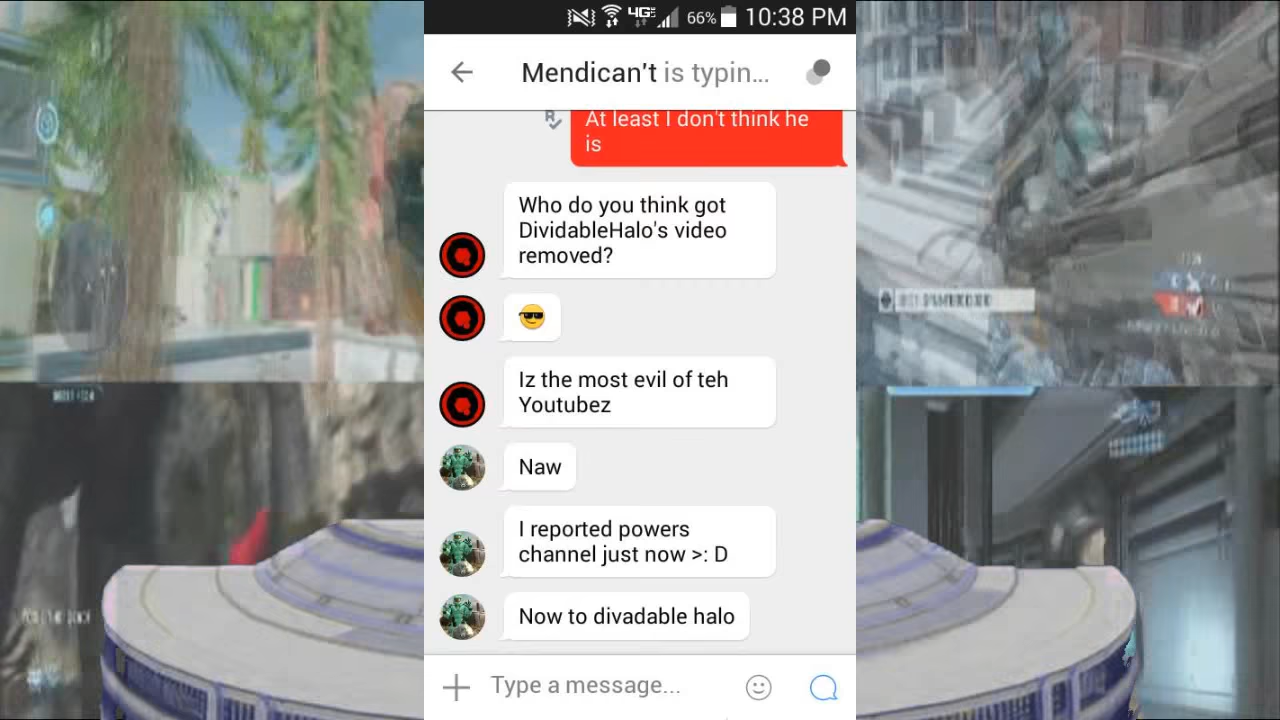 4G LTE 66% 10:38 PM
Mendican't is typin...
R
At least I don't think he
is
Who do you think got
DividableHalo's video
removed?
Iz the most evil of teh
Youtubez
Naw
I reported powers
channel just now >: D
Now to divadable halo
Type a message...